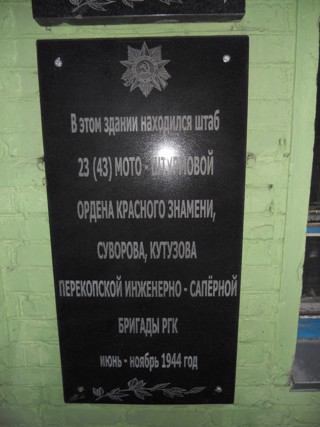 В этом здании находился штаб
23 (43) МОТО - ШТУРМОВОЙ
ОРДЕНА КРАСНОГО ЗНАМЕНИ,
СУВОРОВА, КУТУЗОВА
ПЕРЕКОПСКОЙ ИНЖЕНЕРНО - САПЁРНОЙ
БРИГАДЫ РГК
июнь - ноябрь 1944 год